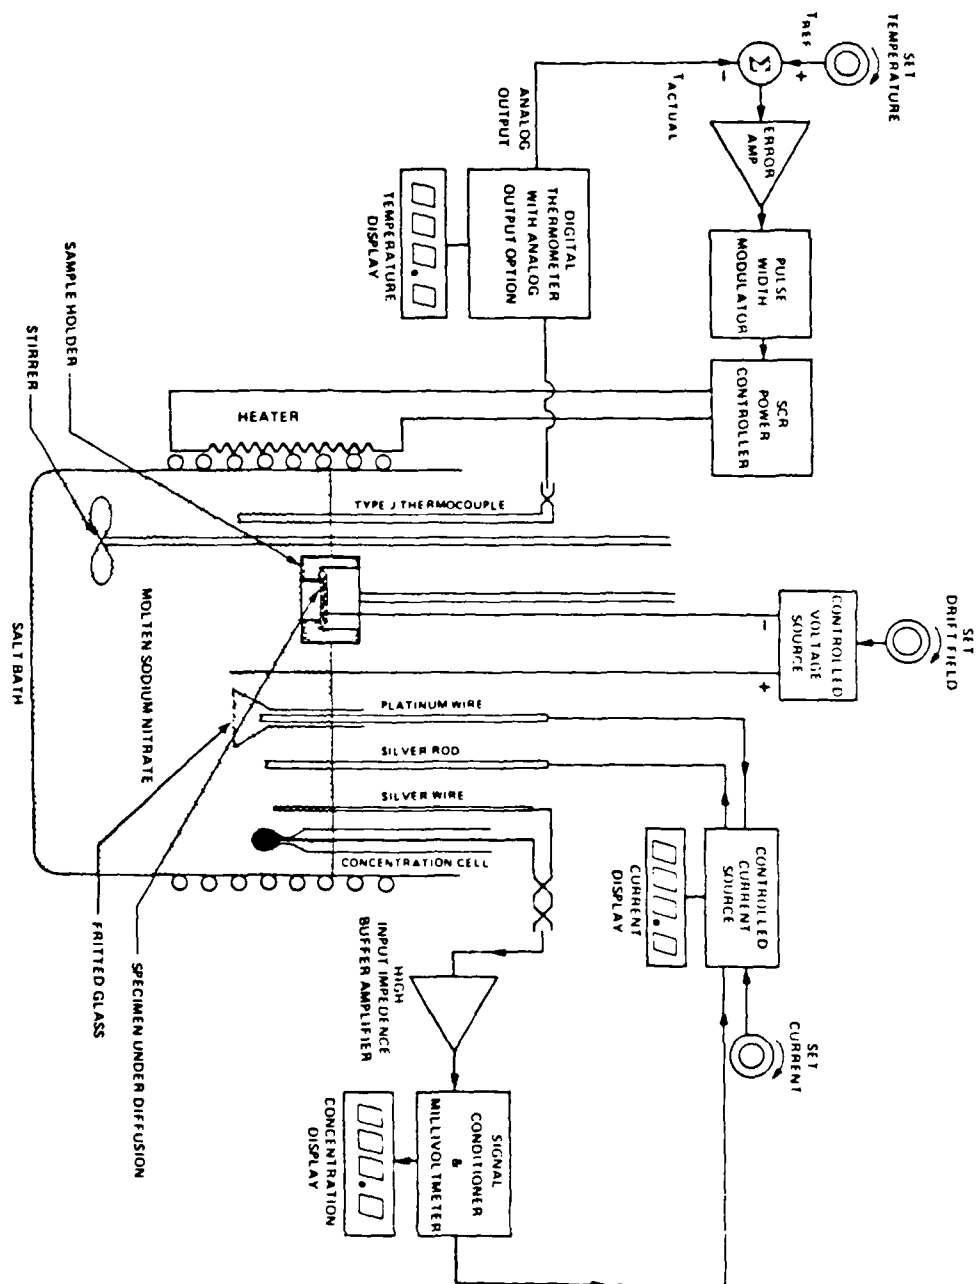 SET
TEMPERATURE
T REF
+
Σ
-
T ACTUAL
ERROR
AMP
PULSE
WIDTH
MODULATOR
SCR
POWER
CONTROLLER
ANALOG
OUTPUT
DIGITAL
THERMOMETER
WITH ANALOG
OUTPUT OPTION
TEMPERATURE
DISPLAY
HEATER
SAMPLE HOLDER
STIRRER
TYPE J THERMOCOUPLE
SET
DRIFT FIELD
CONTROLLED
VOLTAGE
SOURCE
-
+
PLATINUM WIRE
SILVER ROD
SILVER WIRE
CONCENTRATION CELL
MOLTEN SODIUM NITRATE
SALT BATH
FRITTED GLASS
SPECIMEN UNDER DIFFUSION
CONTROLLED
CURRENT
SOURCE
CURRENT
DISPLAY
SET
CURRENT
HIGH
INPUT IMPEDENCE
BUFFER AMPLIFIER
SIGNAL
CONDITIONER
&
MILLIVOLTMETER
CONCENTRATION
DISPLAY